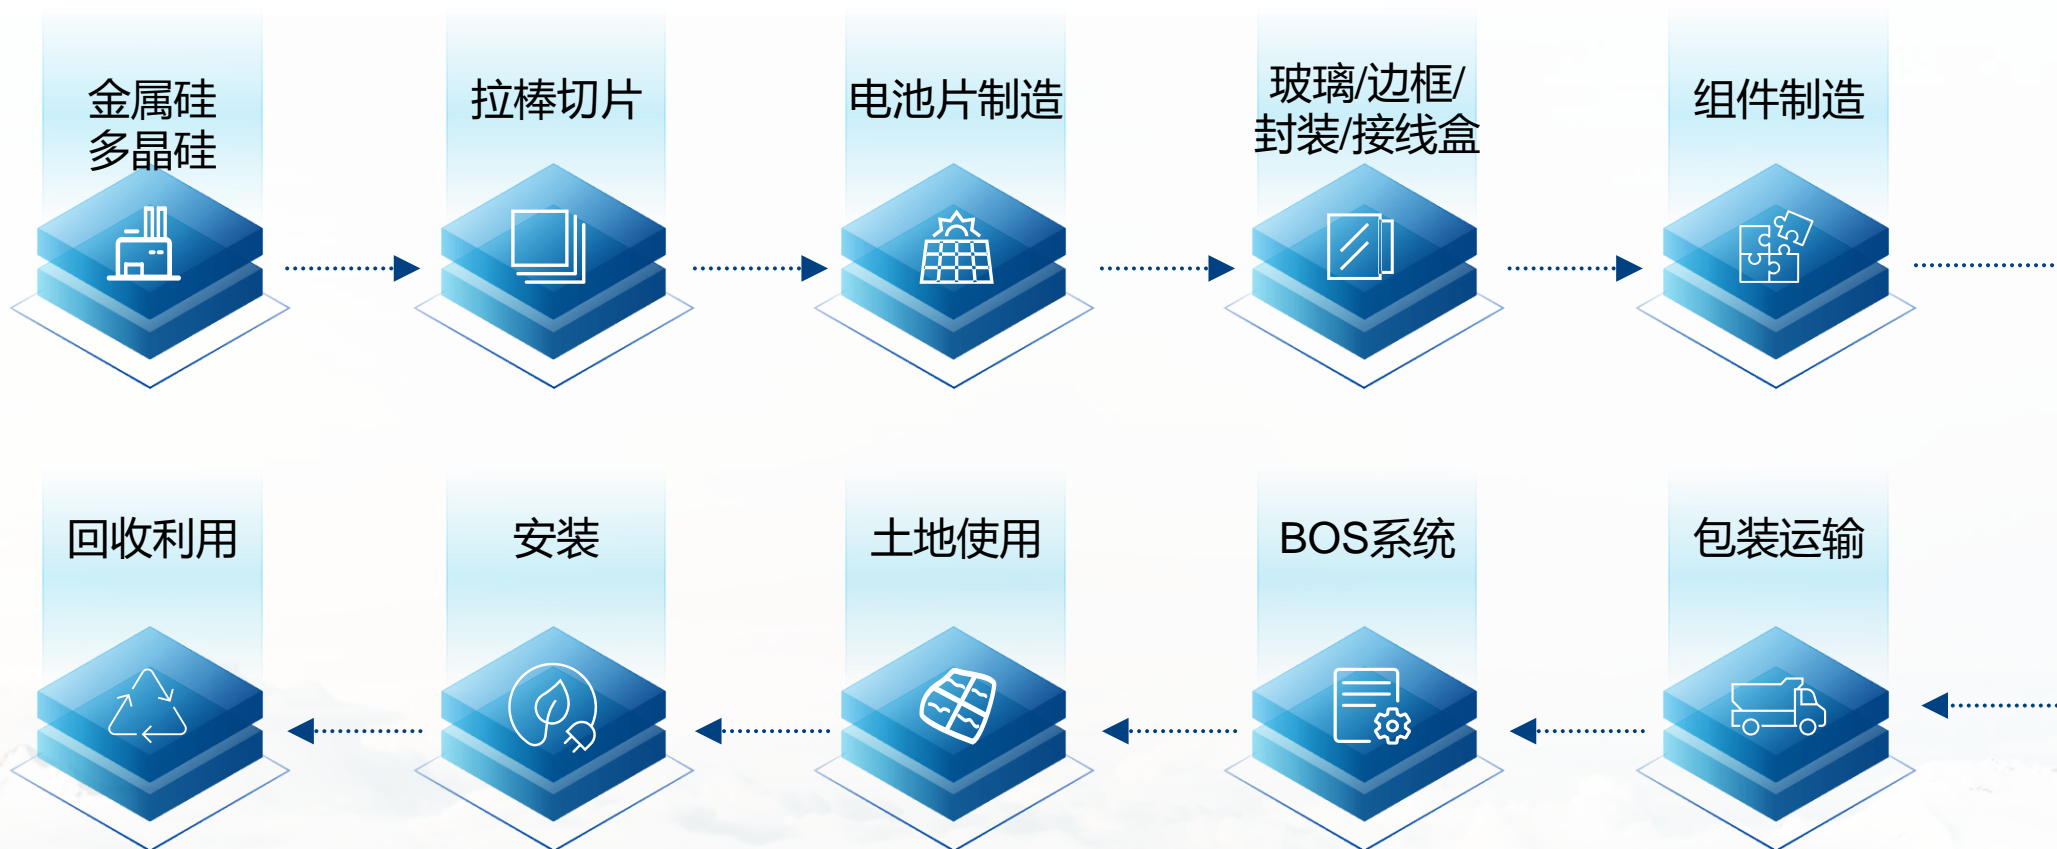 金属硅
多晶硅
拉棒切片
电池片制造
玻璃/边框/
封装/接线盒
组件制造
回收利用
安装
土地使用
BOS系统
包装运输